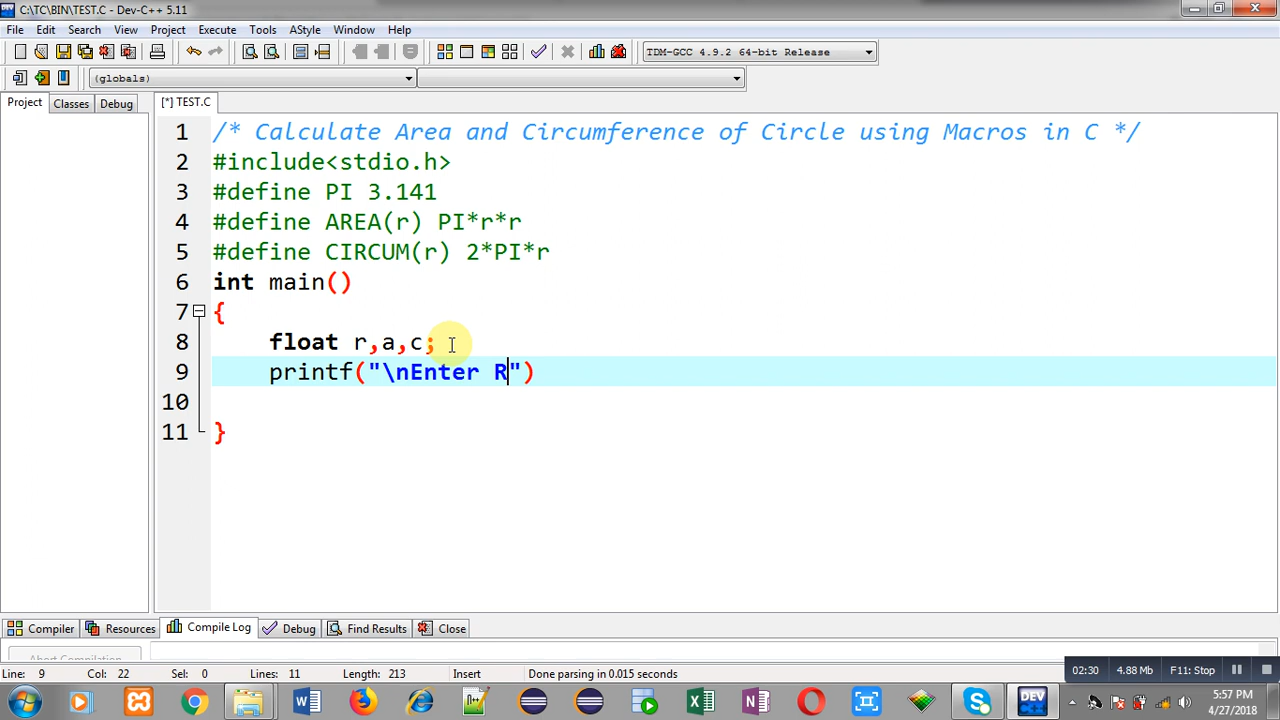 C:\TC\BIN\TEST.C - Dev-C++ 5.11
File Edit Search View Project Execute Tools AStyle Window Help
TDM-GCC 4.9.2 64-bit Release
(globals)
Project Classes Debug [*] TEST.C
1 /* Calculate Area and Circumference of Circle using Macros in C */
2 #include<stdio.h>
3 #define PI 3.141
4 #define AREA(r) PI*r*r
5 #define CIRCUM(r) 2*PI*r
6 int main()
7 {
8 float r,a,c;
9 printf("\nEnter R")
10
11 }
Compiler Resources Compile Log Debug Find Results Close
Abort Compilation
Line: 9 Col: 22 Sel: 0 Lines: 11 Length: 213 Insert Done parsing in 0.015 seconds
02:30 4.88 Mb F11: Stop
5:57 PM
4/27/2018